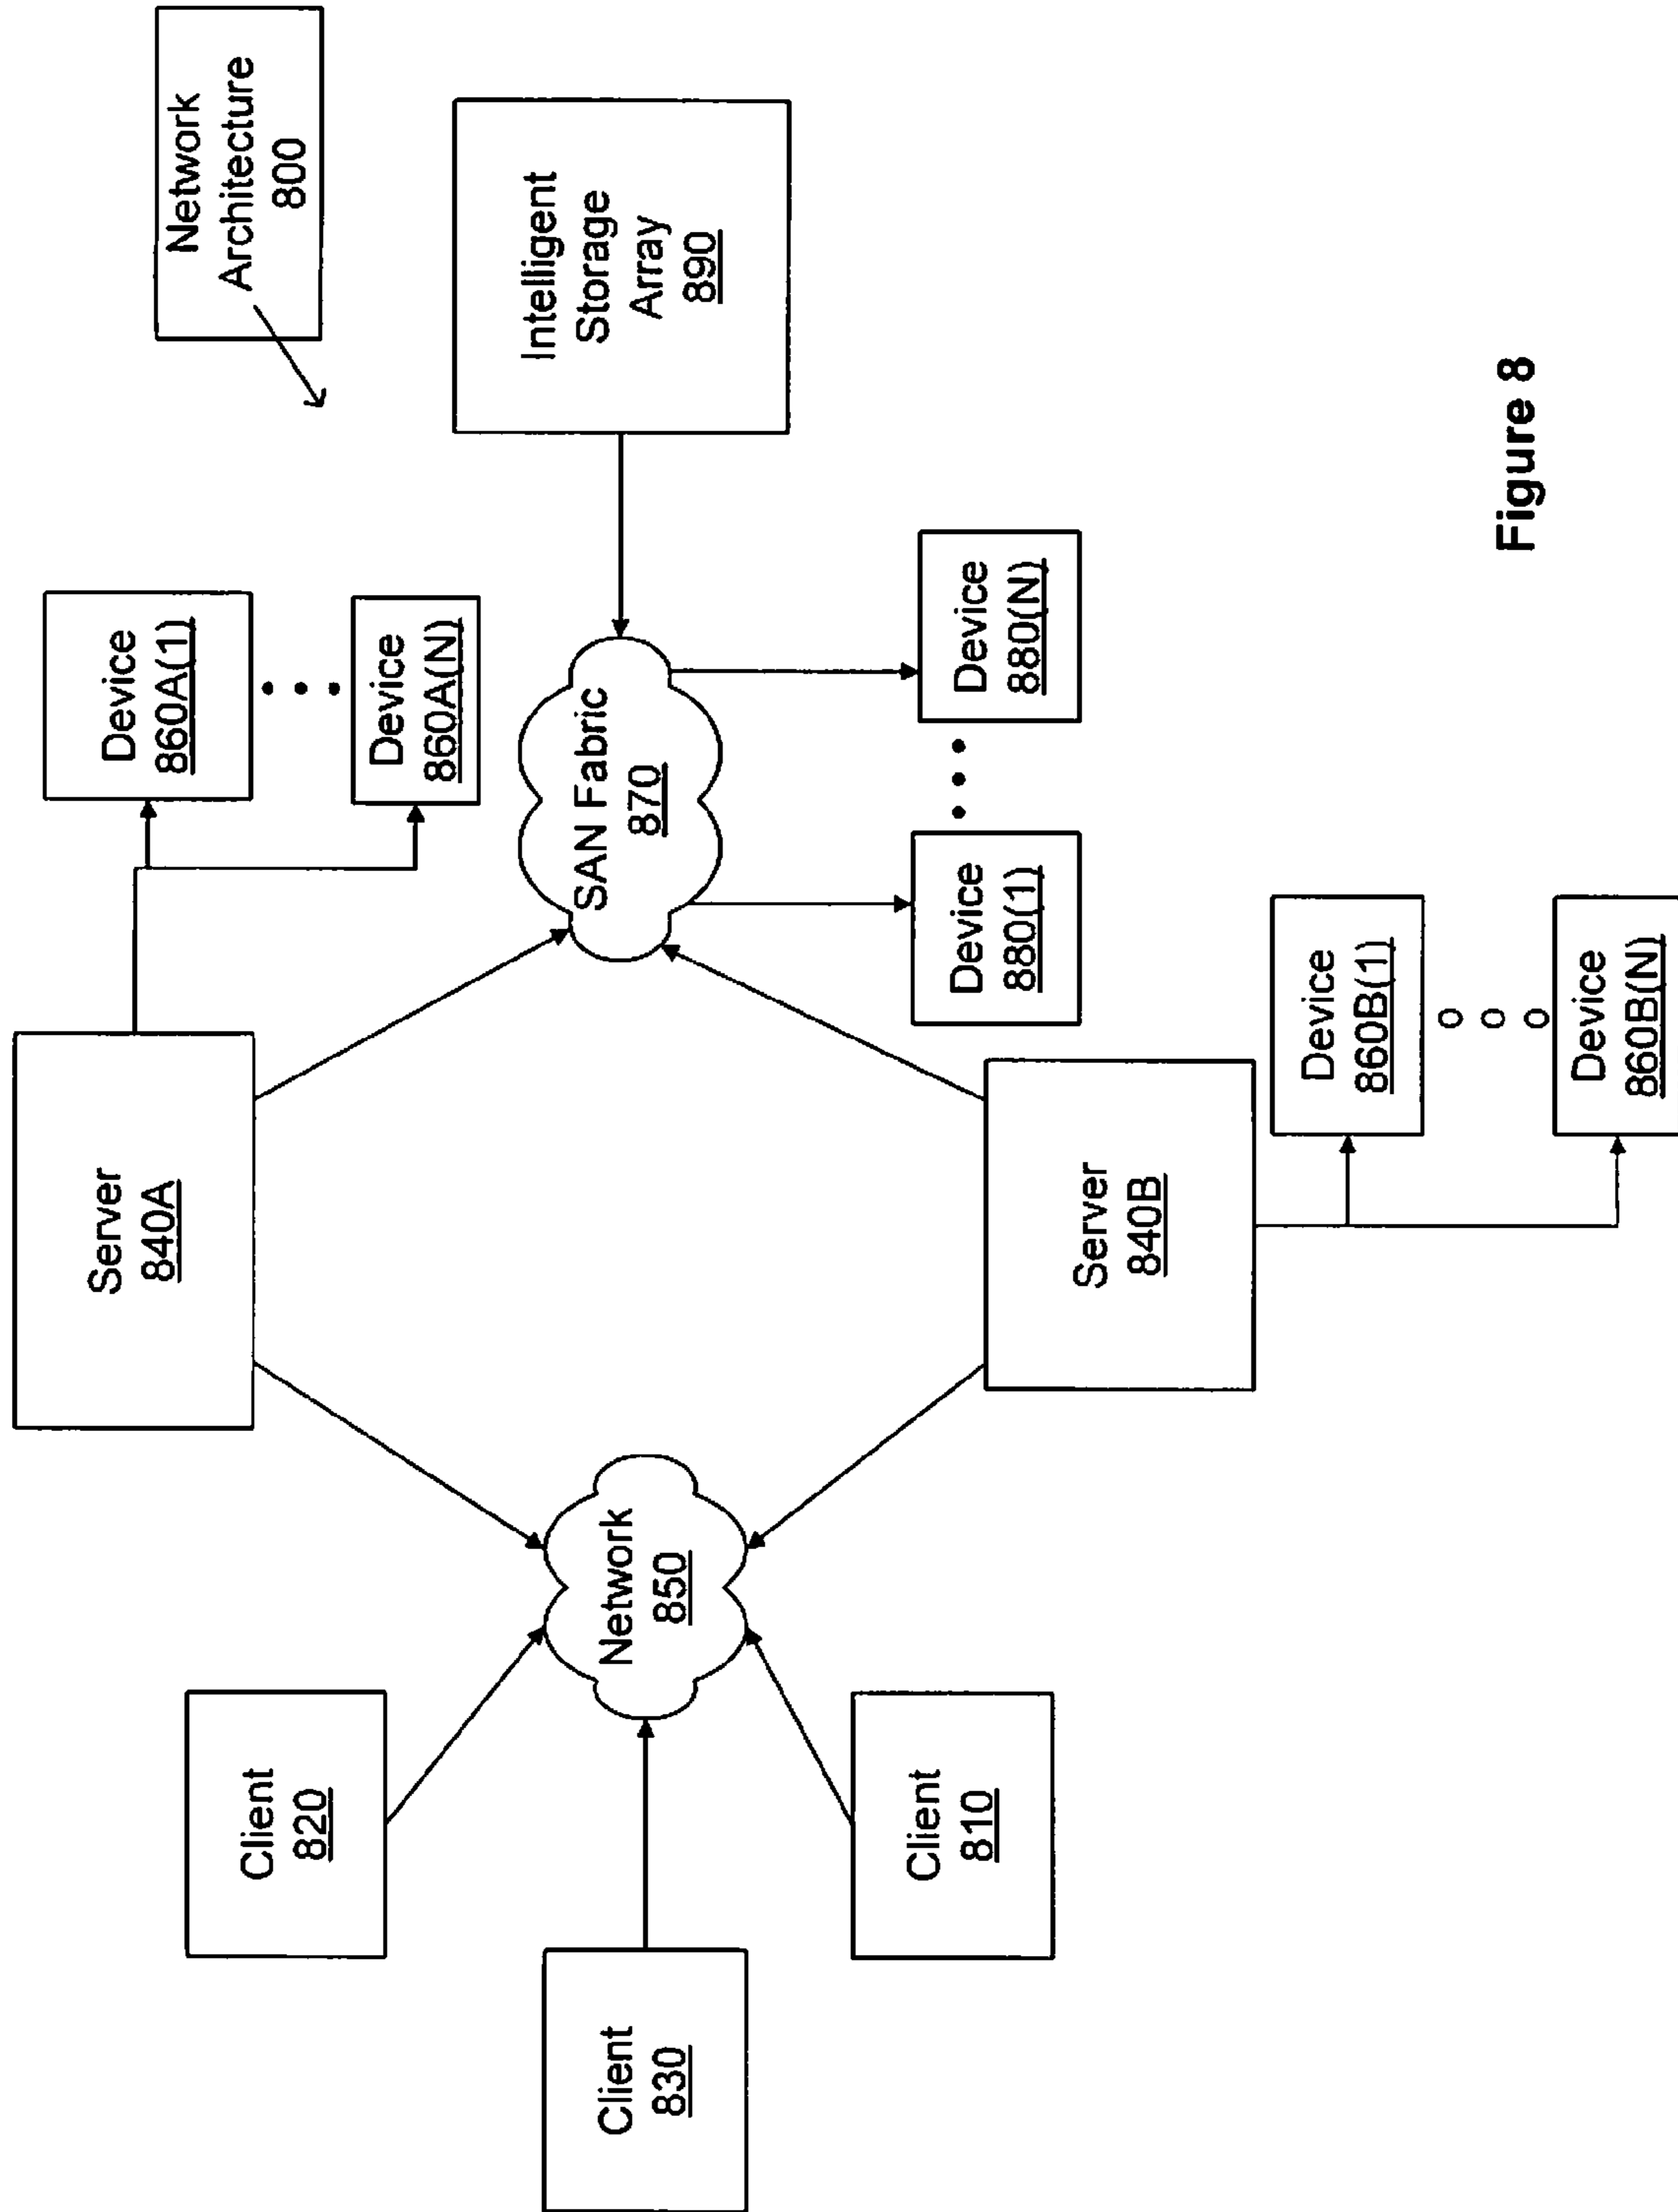 Network
Architecture
800
Device
860A(1)
Device
860A(N)
Server
840A
Intelligent
Storage
Array
890
SAN Fabric
870
Client
820
Network
850
Client
830
Device
880(1)
Device
880(N)
Client
810
Server
840B
Device
860B(1)
Device
860B(N)
Figure 8